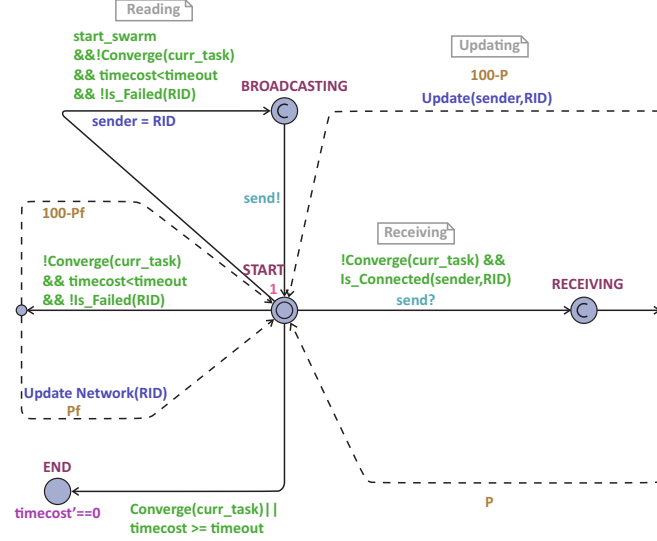 Reading
start_swarm
&&!Converge(curr_task)
&& timecost<timeout
&& !Is_Failed(RID)
BROADCASTING
sender = RID
Updating
100-P
Update(sender,RID)
send!
100-Pf
Receiving
!Converge(curr_task) &&
Is_Connected(sender,RID)
send?
RECEIVING
!Converge(curr_task)
&& timecost<timeout
&& !Is_Failed(RID)
START
1
Update Network(RID)
Pf
END
timecost'==0
Converge(curr_task)||
timecost >= timeout
P